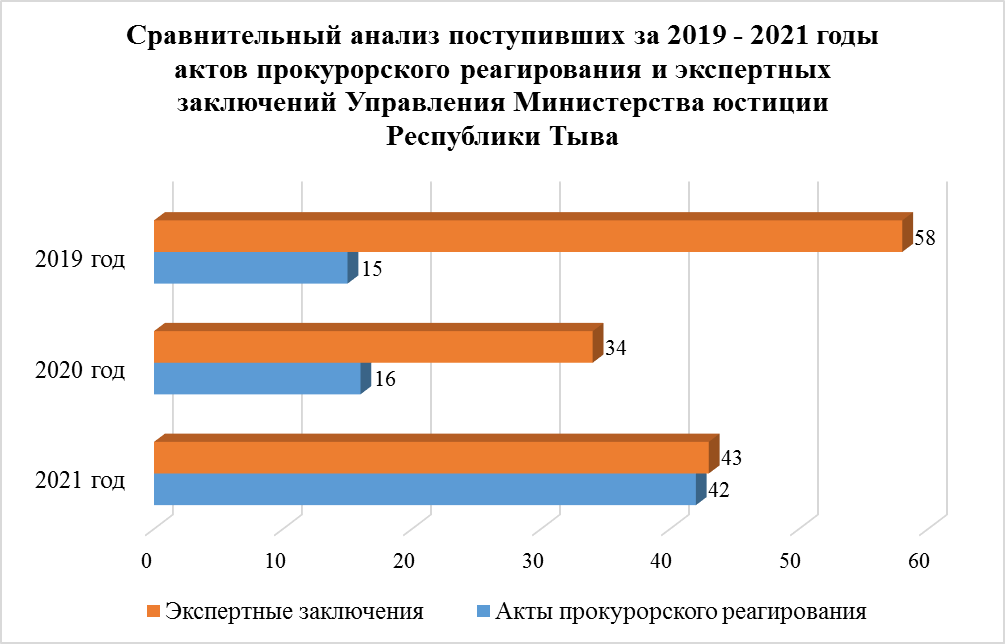 Сравнительный анализ поступивших за 2019 - 2021 годы
актов прокурорского реагирования и экспертных
заключений Управления Министерства юстиции
Республики Тыва
58
2019 год
15
34
2020 год
16
43
2021 год
42
0 10 20 30 40 50 60
Экспертные заключения Акты прокурорского реагирования